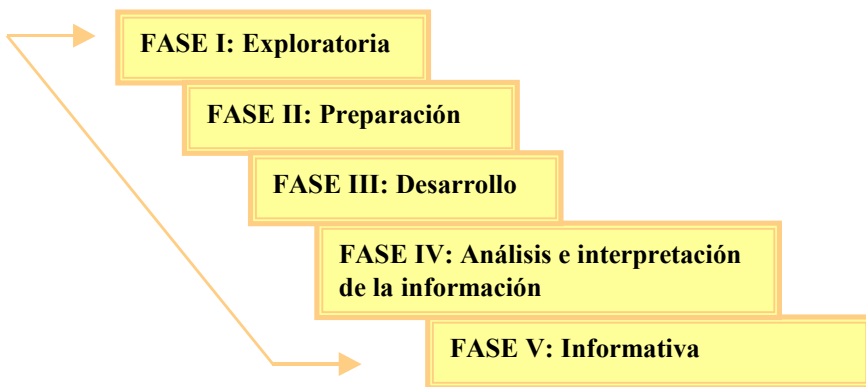 FASE I: Exploratoria
FASE II: Preparación
FASE III: Desarrollo
FASE IV: Análisis e interpretación
de la información
FASE V: Informativa